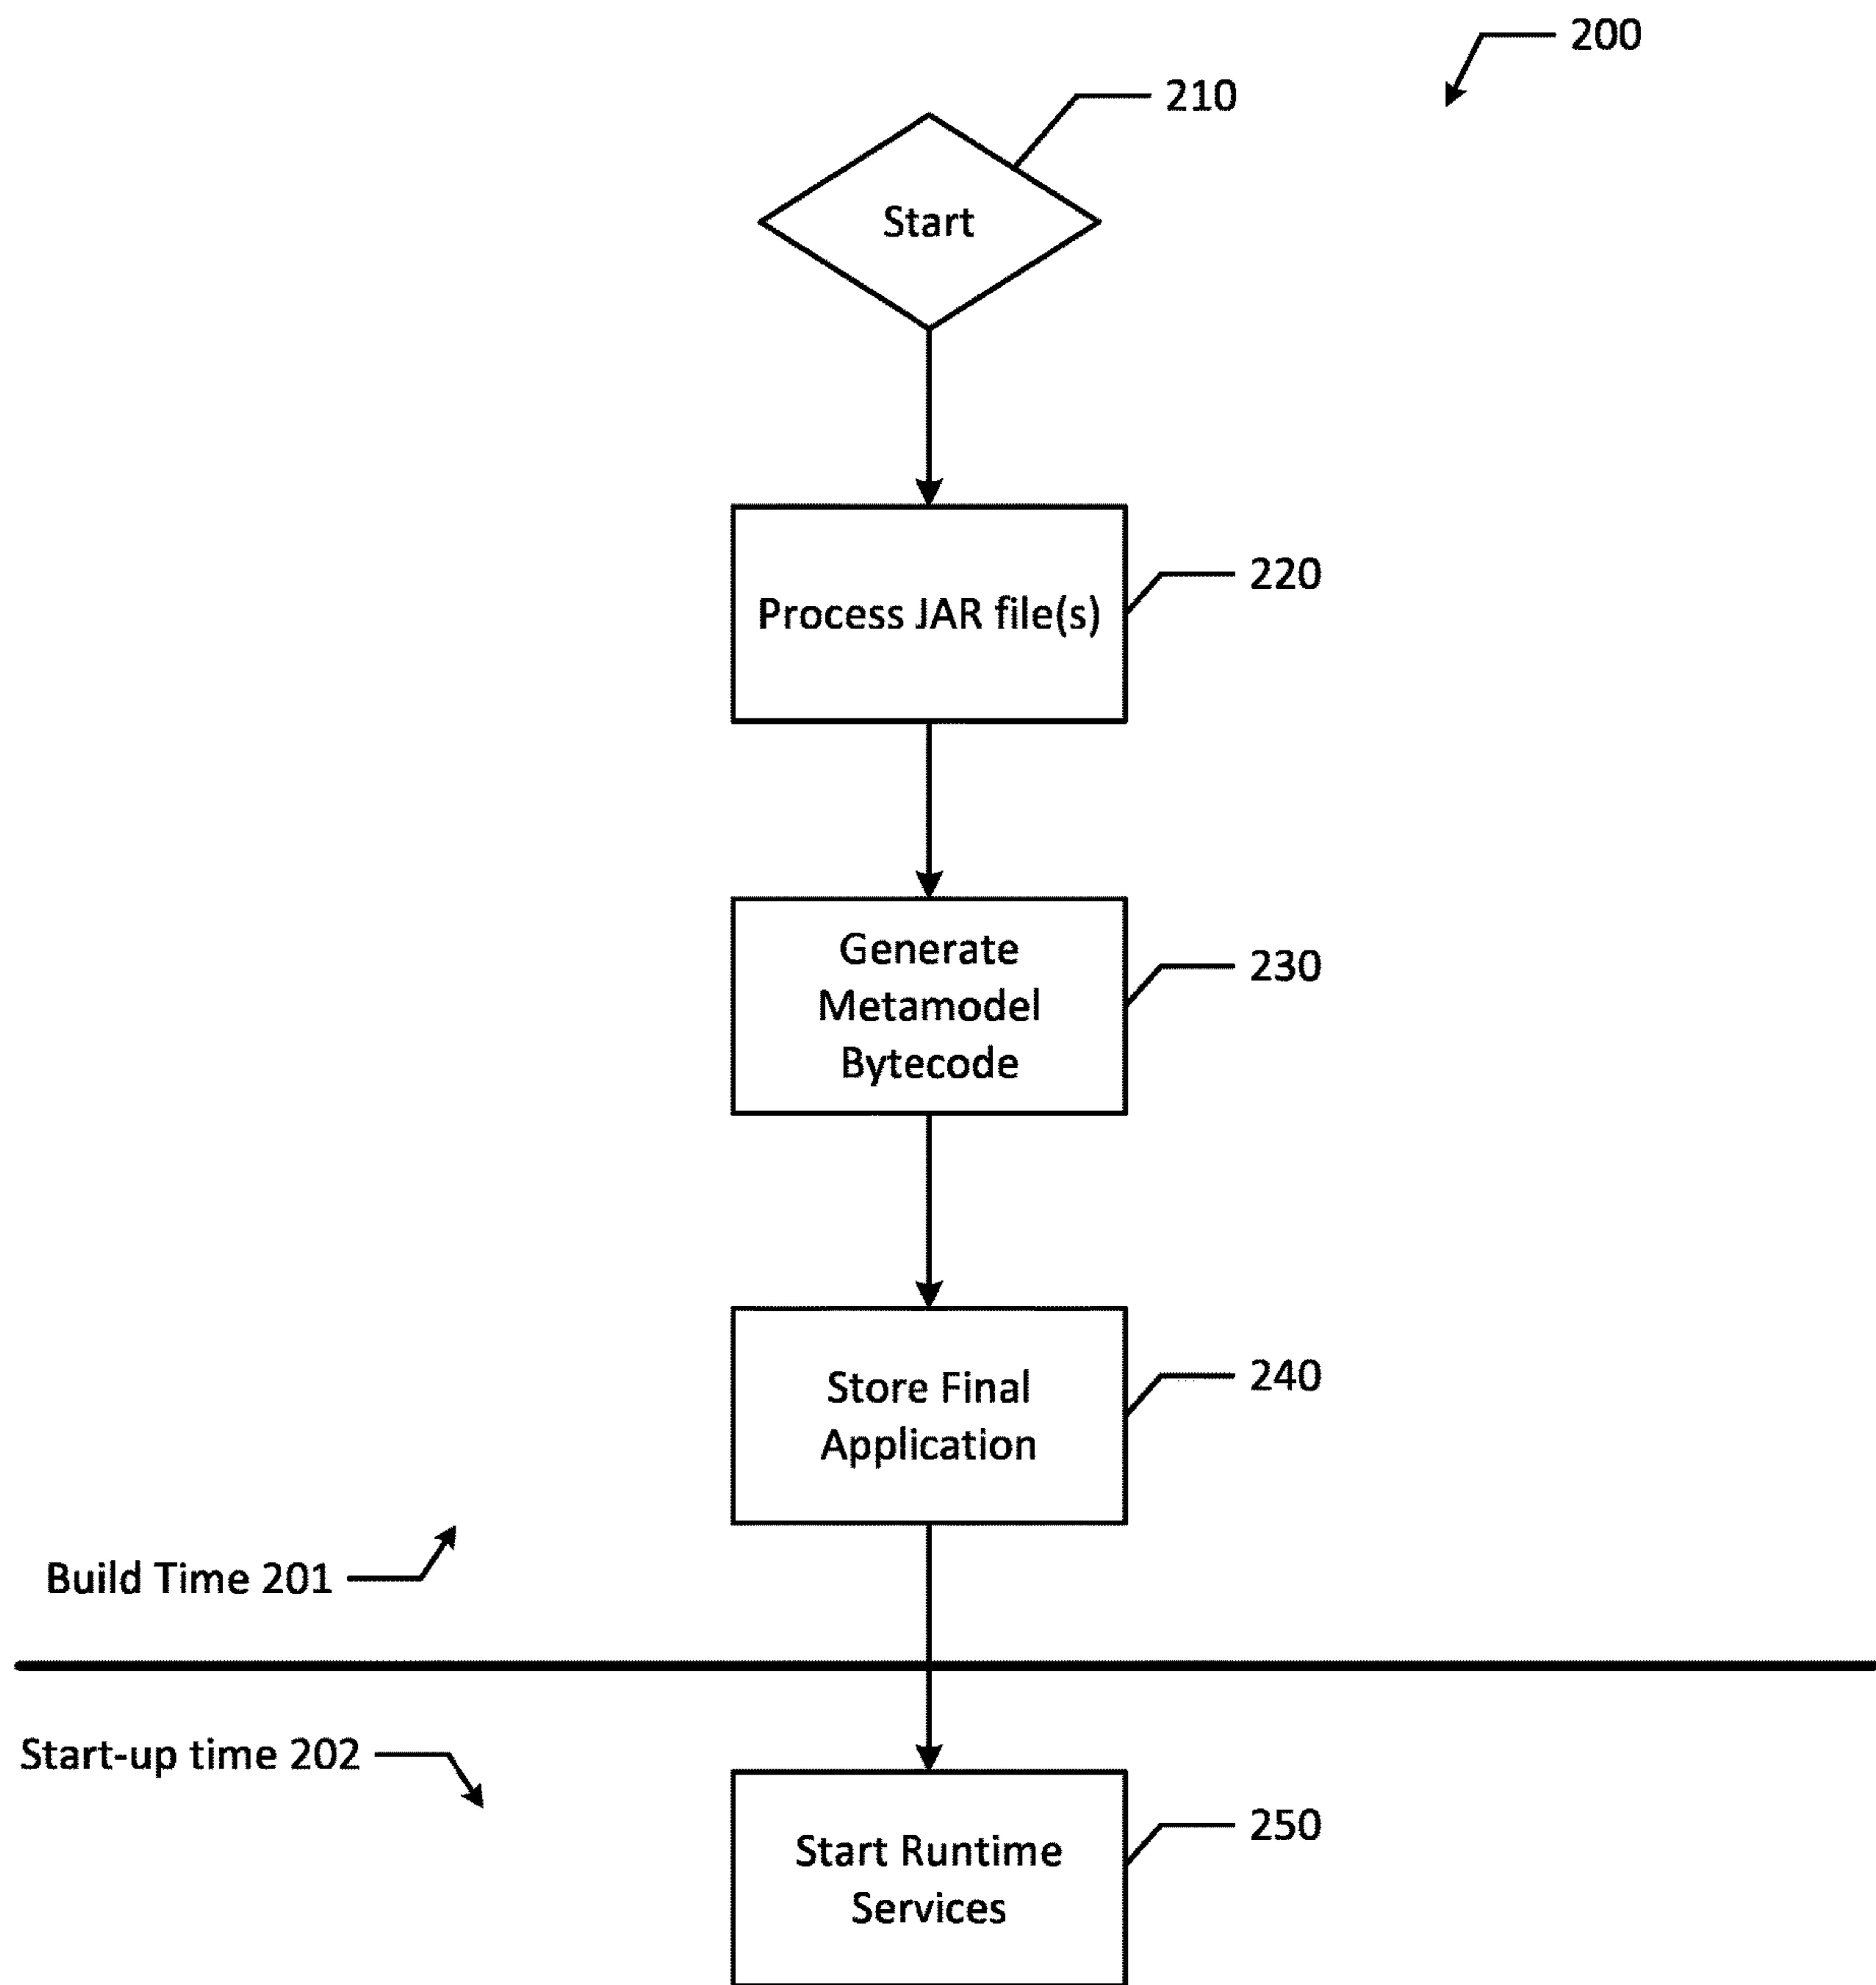 200
210
Start
220
Process JAR file(s)
Generate
Metamodel
Bytecode
230
Store Final
Application
240
Build Time 201
Start-up time 202
Start Runtime
Services
250